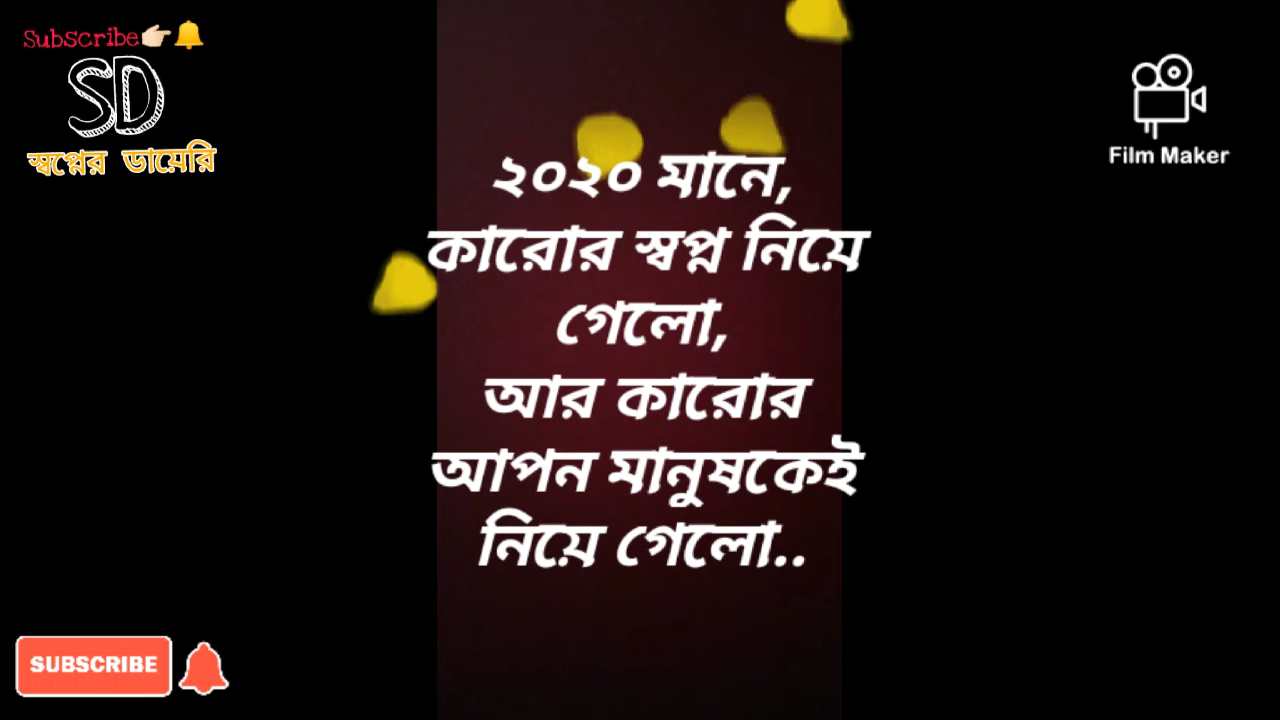 Subscribe👉🏻🔔
SD
স্বপ্নের ডায়েরি
Film Maker
২০২০ মানে,
কারোর স্বপ্ন নিয়ে
গেলো,
আর কারোর
আপন মানুষকেই
নিয়ে গেলো..
SUBSCRIBE